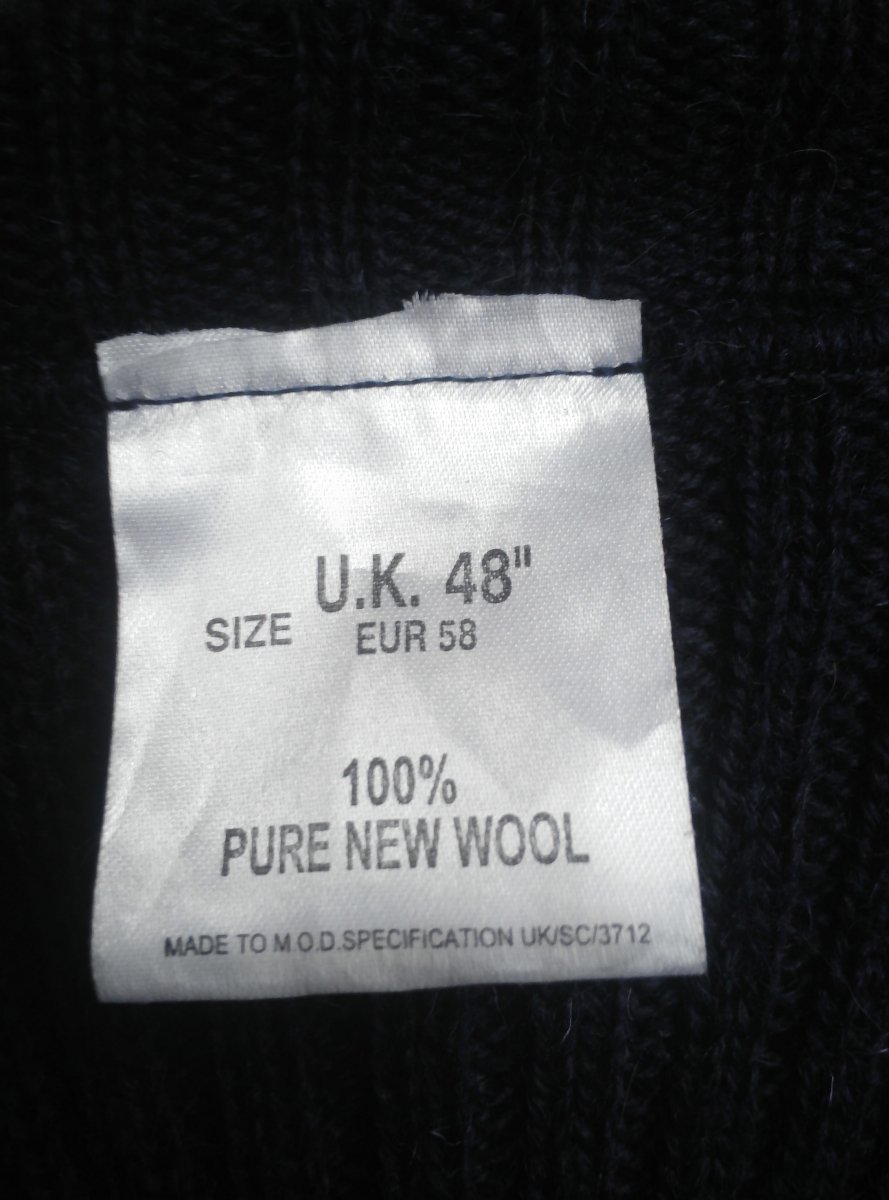 U.K. 48"
SIZE EUR 58
100%
PURE NEW WOOL
MADE TO M.O.D.SPECIFICATION UK/SC/3712